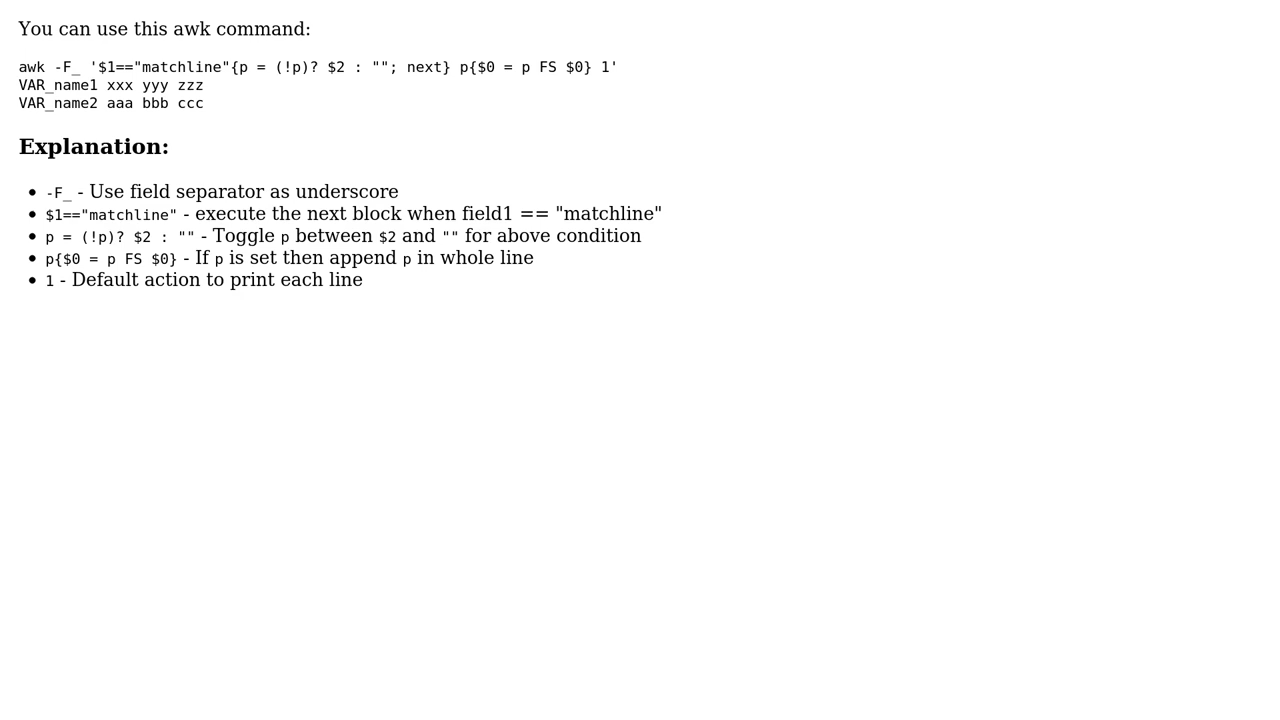 You can use this awk command:
awk -F_ '$1=="matchline"{p = (!p)? $2 : ""; next} p{$0 = p FS $0} 1'
VAR_name1 xxx yyy zzz
VAR_name2 aaa bbb ccc
Explanation:
• -F_ - Use field separator as underscore
• $1=="matchline" - execute the next block when field1 == "matchline"
• p = (!p)? $2 : "" - Toggle p between $2 and "" for above condition
• p{$0 = p FS $0} - If p is set then append p in whole line
• 1 - Default action to print each line